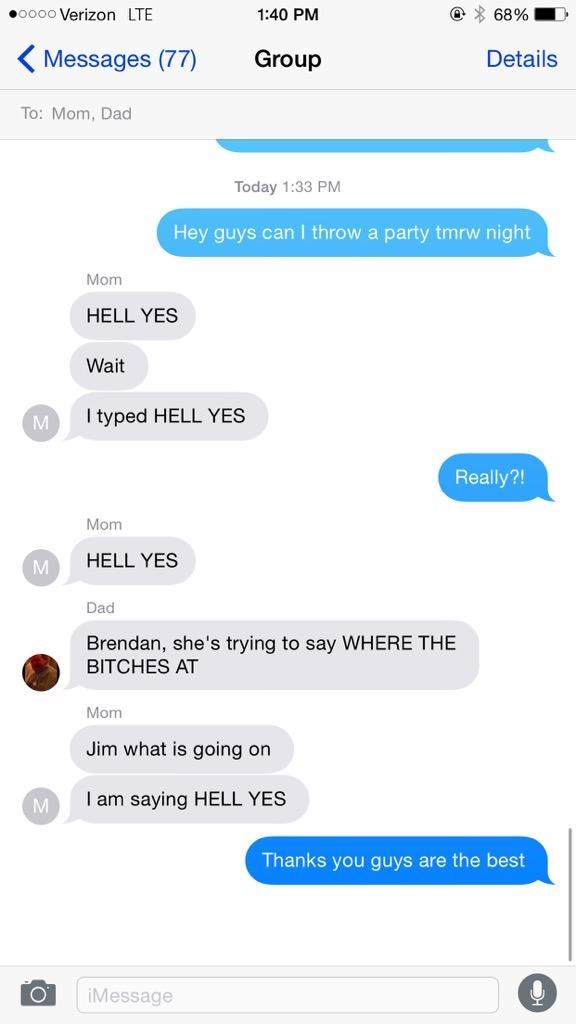 Verizon LTE 1:40 PM 68%
Messages (77) Group Details
To: Mom, Dad
Today 1:33 PM
Hey guys can I throw a party tmrw night
Mom
HELL YES
Wait
M I typed HELL YES
Really?!
Mom
M HELL YES
Dad
Brendan, she's trying to say WHERE THE
BITCHES AT
Mom
Jim what is going on
M I am saying HELL YES
Thanks you guys are the best
iMessage